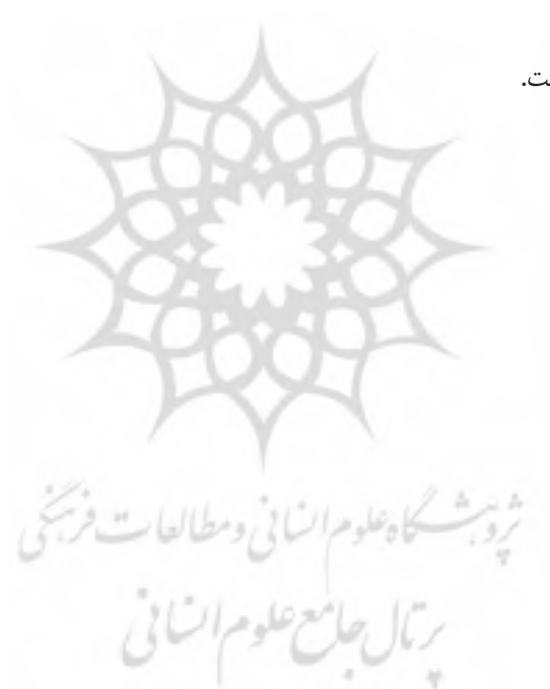 ت.
پژوهشگاه علوم انسانی و مطالعات فرهنگی
پرتال جامع علوم انسانی